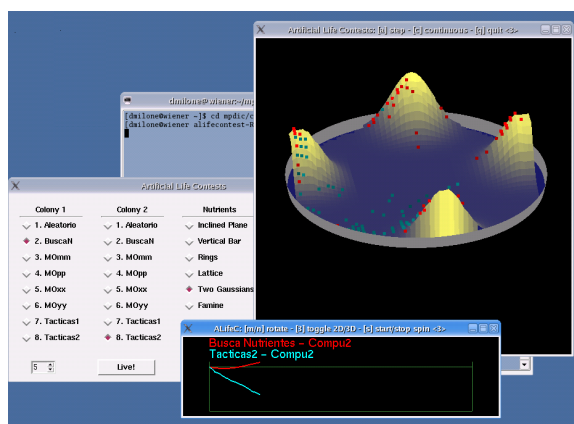 Artificial Life Contests: [a] step - [c] continuous - [q] quit <3>
dmilone@wiener:~/mp
[dmilone@wiener ~]$ cd mpdic/c
[dmilone@wiener alifecontest-R
Artificial Life Contests
Colony 1 Colony 2 Nutrients
1. Aleatorio 1. Aleatorio Inclined Plane
2. BuscaN 2. BuscaN Vertical Bar
3. MOmm 3. MOmm Rings
4. MOpp 4. MOpp Lattice
5. MOxx 5. MOxx Two Gaussians
6. MOyy 6. MOyy Famine
7. Tacticas1 7. Tacticas1
8. Tacticas2 8. Tacticas2
5 Live!
ALifeC: [m/n] rotate - [3] toggle 2D/3D - [s] start/stop spin <3>
Busca Nutrientes - Compu2
Tacticas2 - Compu2